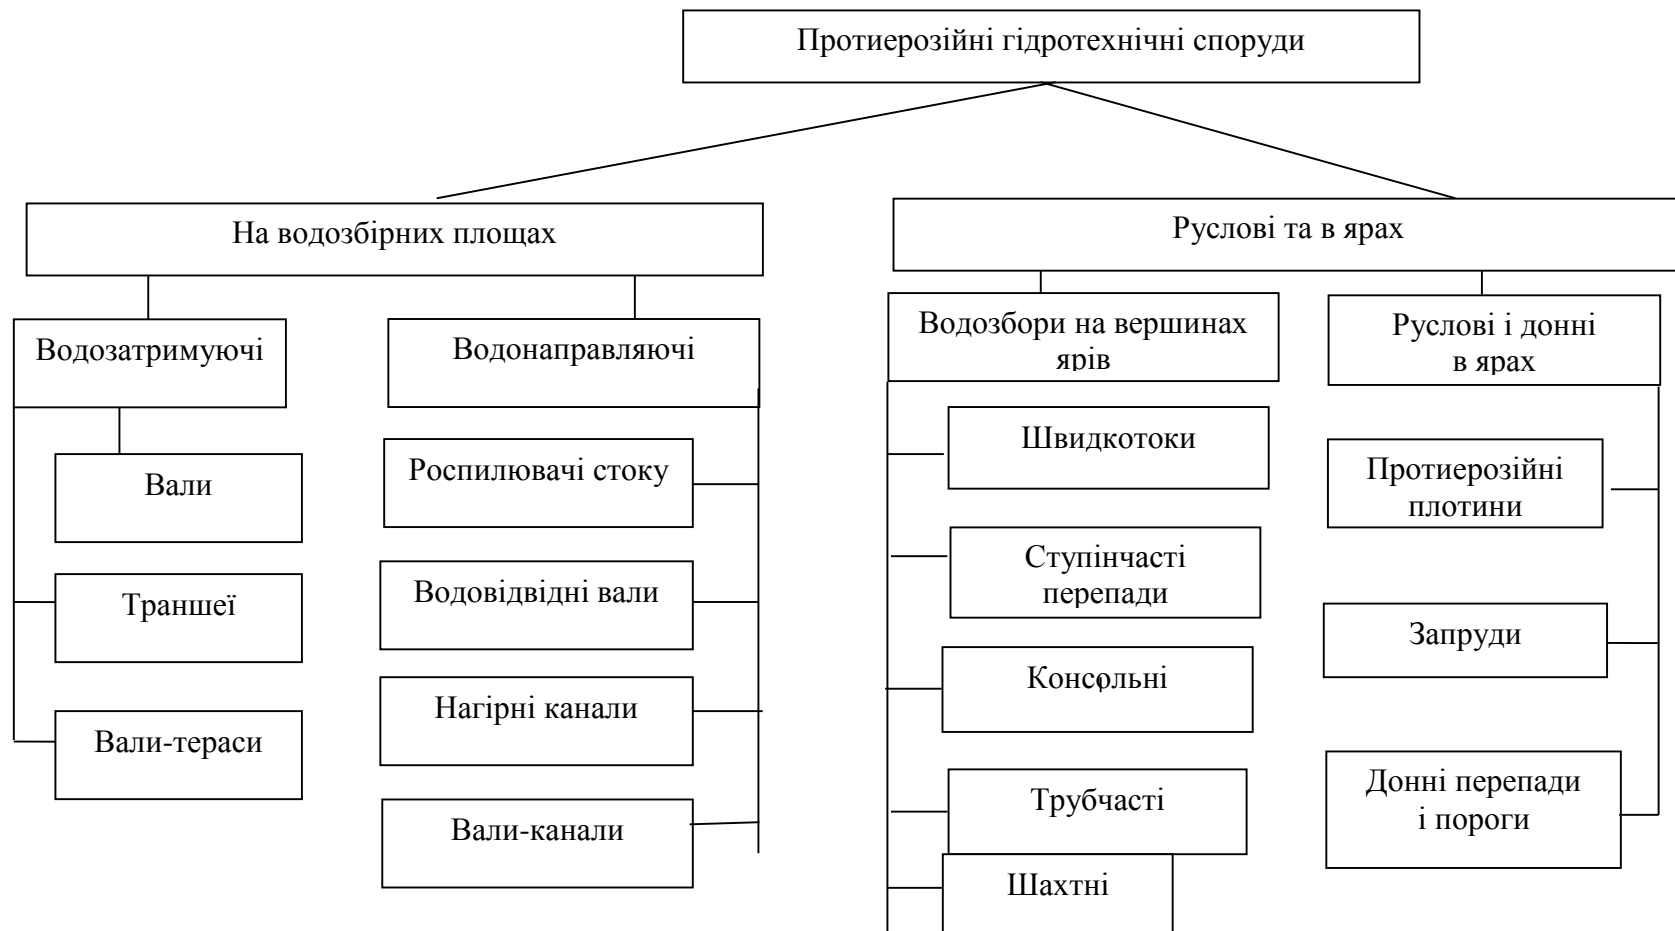 Протиерозійні гідротехнічні споруди
На водозбірних площах
Руслові та в ярах
Водозатримуючі
Водонаправляючі
Водозбори на вершинах
ярів
Руслові і донні
в ярах
Вали
Траншеї
Вали-тераси
Роспилювачі стоку
Водовідвідні вали
Нагірні канали
Вали-канали
Швидкотоки
Ступінчасті
перепади
Консольні
Трубчасті
Шахтні
Протиерозійні
плотини
Запруди
Донні перепади
і пороги